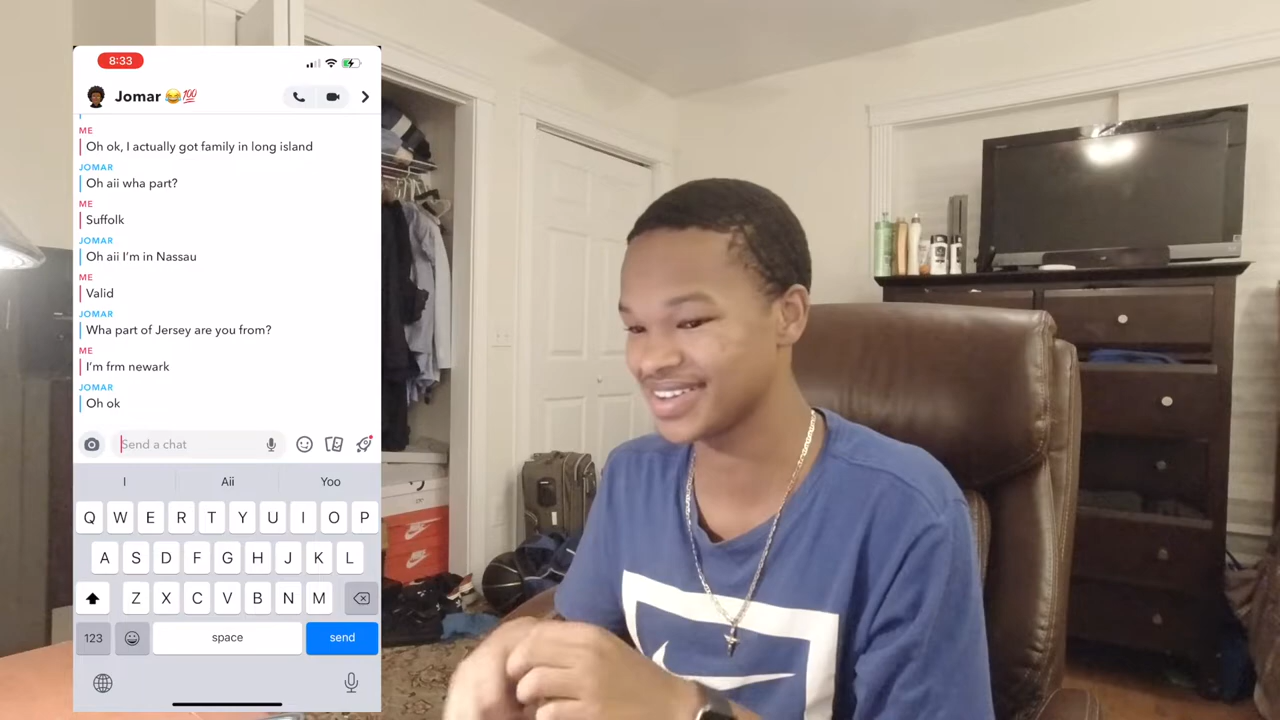 8:33
Jomar 😂💯
ME
Oh ok, I actually got family in long island
JOMAR
Oh aii wha part?
ME
Suffolk
JOMAR
Oh aii I'm in Nassau
ME
Valid
JOMAR
Wha part of Jersey are you from?
ME
I'm frm newark
JOMAR
Oh ok
Send a chat
I Aii Yoo
Q W E R T Y U I O P
A S D F G H J K L
Z X C V B N M
123 space send